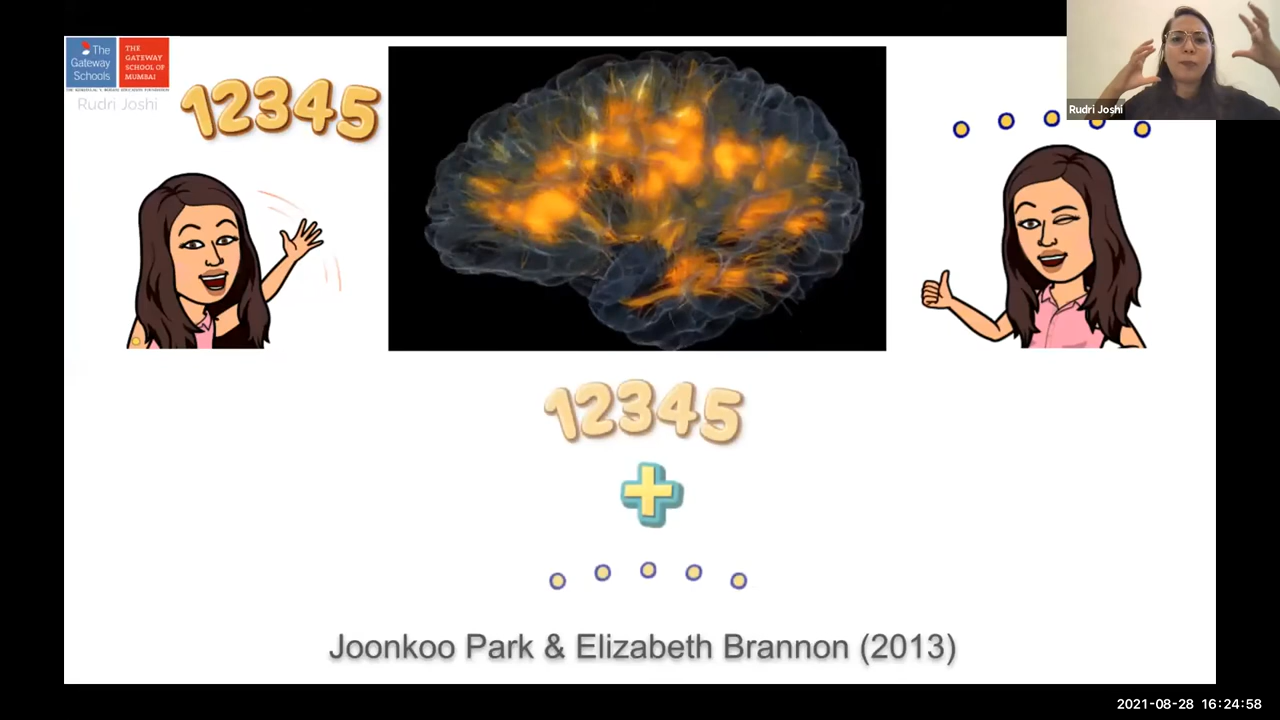 The
Gateway
Schools
THE
GATEWAY
SCHOOL OF
MUMBAI
Rudri Joshi
12345
Rudri Joshi
12345
+
Joonkoo Park & Elizabeth Brannon (2013)
2021-08-28 16:24:58